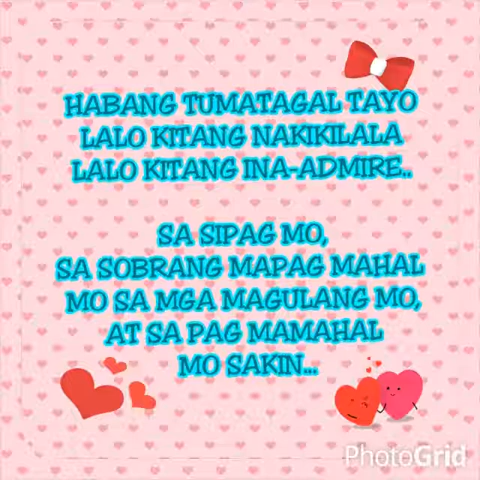 HABANG TUMATAGAL TAYO
LALO KITANG NAKIKILALA
LALO KITANG INA-ADMIRE..
SA SIPAG MO,
SA SOBRANG MAPAG MAHAL
MO SA MGA MAGULANG MO,
AT SA PAG MAMAHAL
MO SAKIN...
PhotoGrid